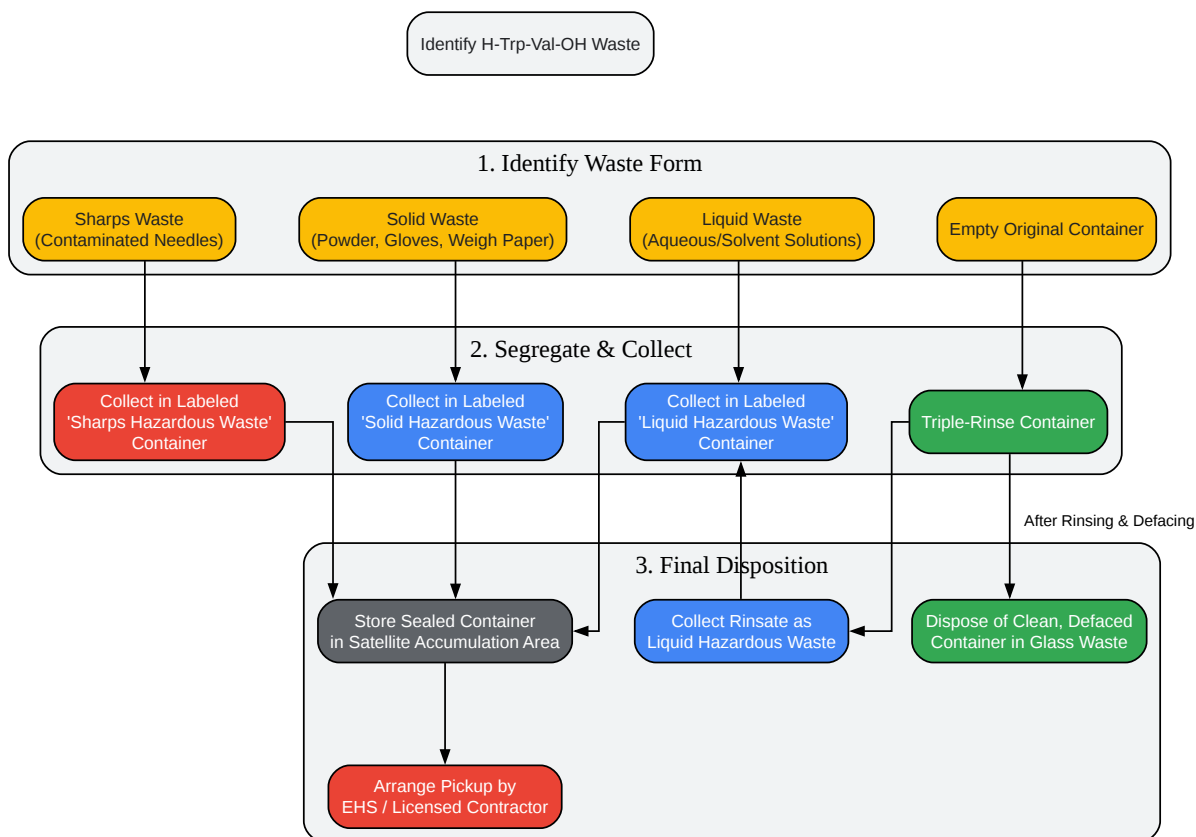 Identify H-Trp-Val-OH Waste
1. Identify Waste Form
Sharps Waste
(Contaminated Needles)
Solid Waste
(Powder, Gloves, Weigh Paper)
Liquid Waste
(Aqueous/Solvent Solutions)
Empty Original Container
2. Segregate & Collect
Collect in Labeled
'Sharps Hazardous Waste'
Container
Collect in Labeled
'Solid Hazardous Waste'
Container
Collect in Labeled
'Liquid Hazardous Waste'
Container
Triple-Rinse Container
After Rinsing & Defacing
3. Final Disposition
Store Sealed Container
in Satellite Accumulation Area
Collect Rinsate as
Liquid Hazardous Waste
Dispose of Clean, Defaced
Container in Glass Waste
Arrange Pickup by
EHS / Licensed Contractor